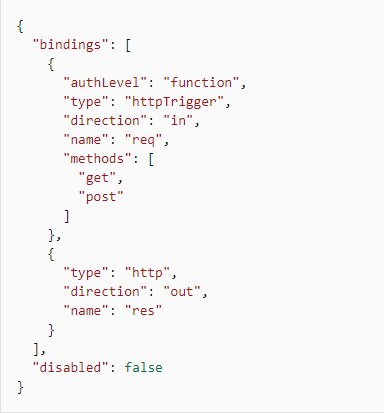 {
  "bindings": [
    {
      "authLevel": "function",
      "type": "httpTrigger",
      "direction": "in",
      "name": "req",
      "methods": [
        "get",
        "post"
      ]
    },
    {
      "type": "http",
      "direction": "out",
      "name": "res"
    }
  ],
  "disabled": false
}